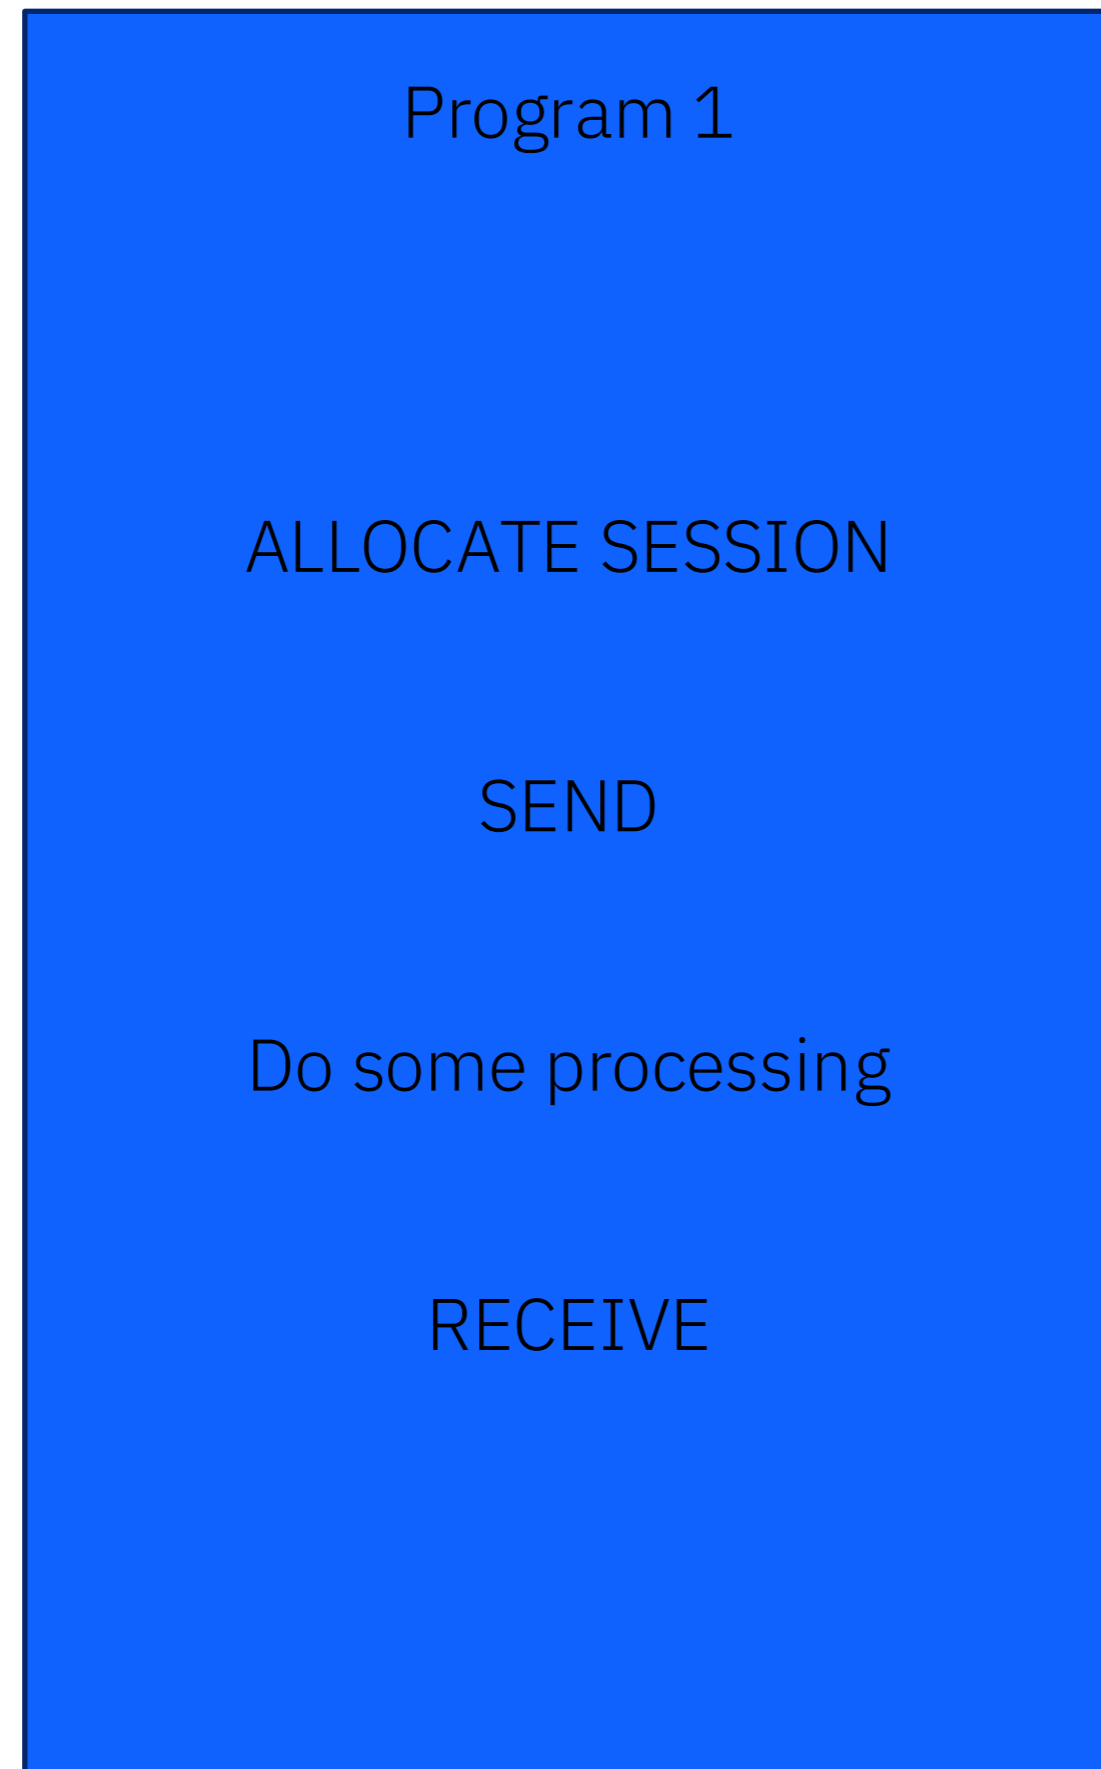 Program 1
ALLOCATE SESSION
SEND
Do some processing
RECEIVE